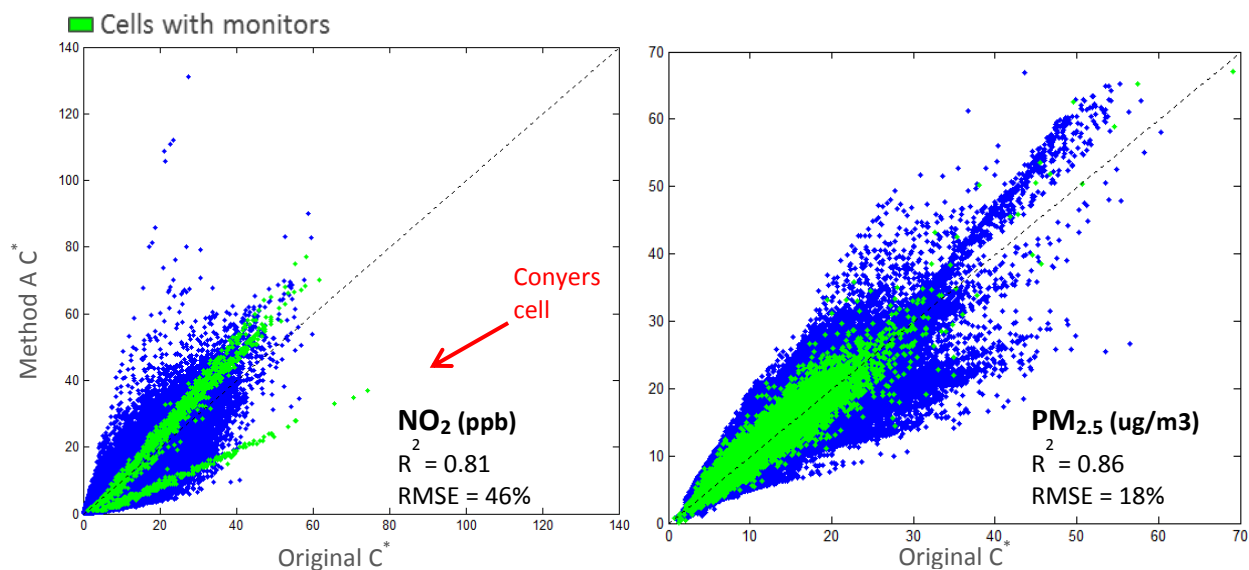 Cells with monitors
Method A C*
140
120
100
80
60
40
20
0
0 20 40 60 80 100 120 140
Original C*
Conyers
cell
NO₂ (ppb)
R² = 0.81
RMSE = 46%
70
60
50
40
30
20
10
0
0 10 20 30 40 50 60 70
Original C*
PM₂.₅ (ug/m3)
R² = 0.86
RMSE = 18%